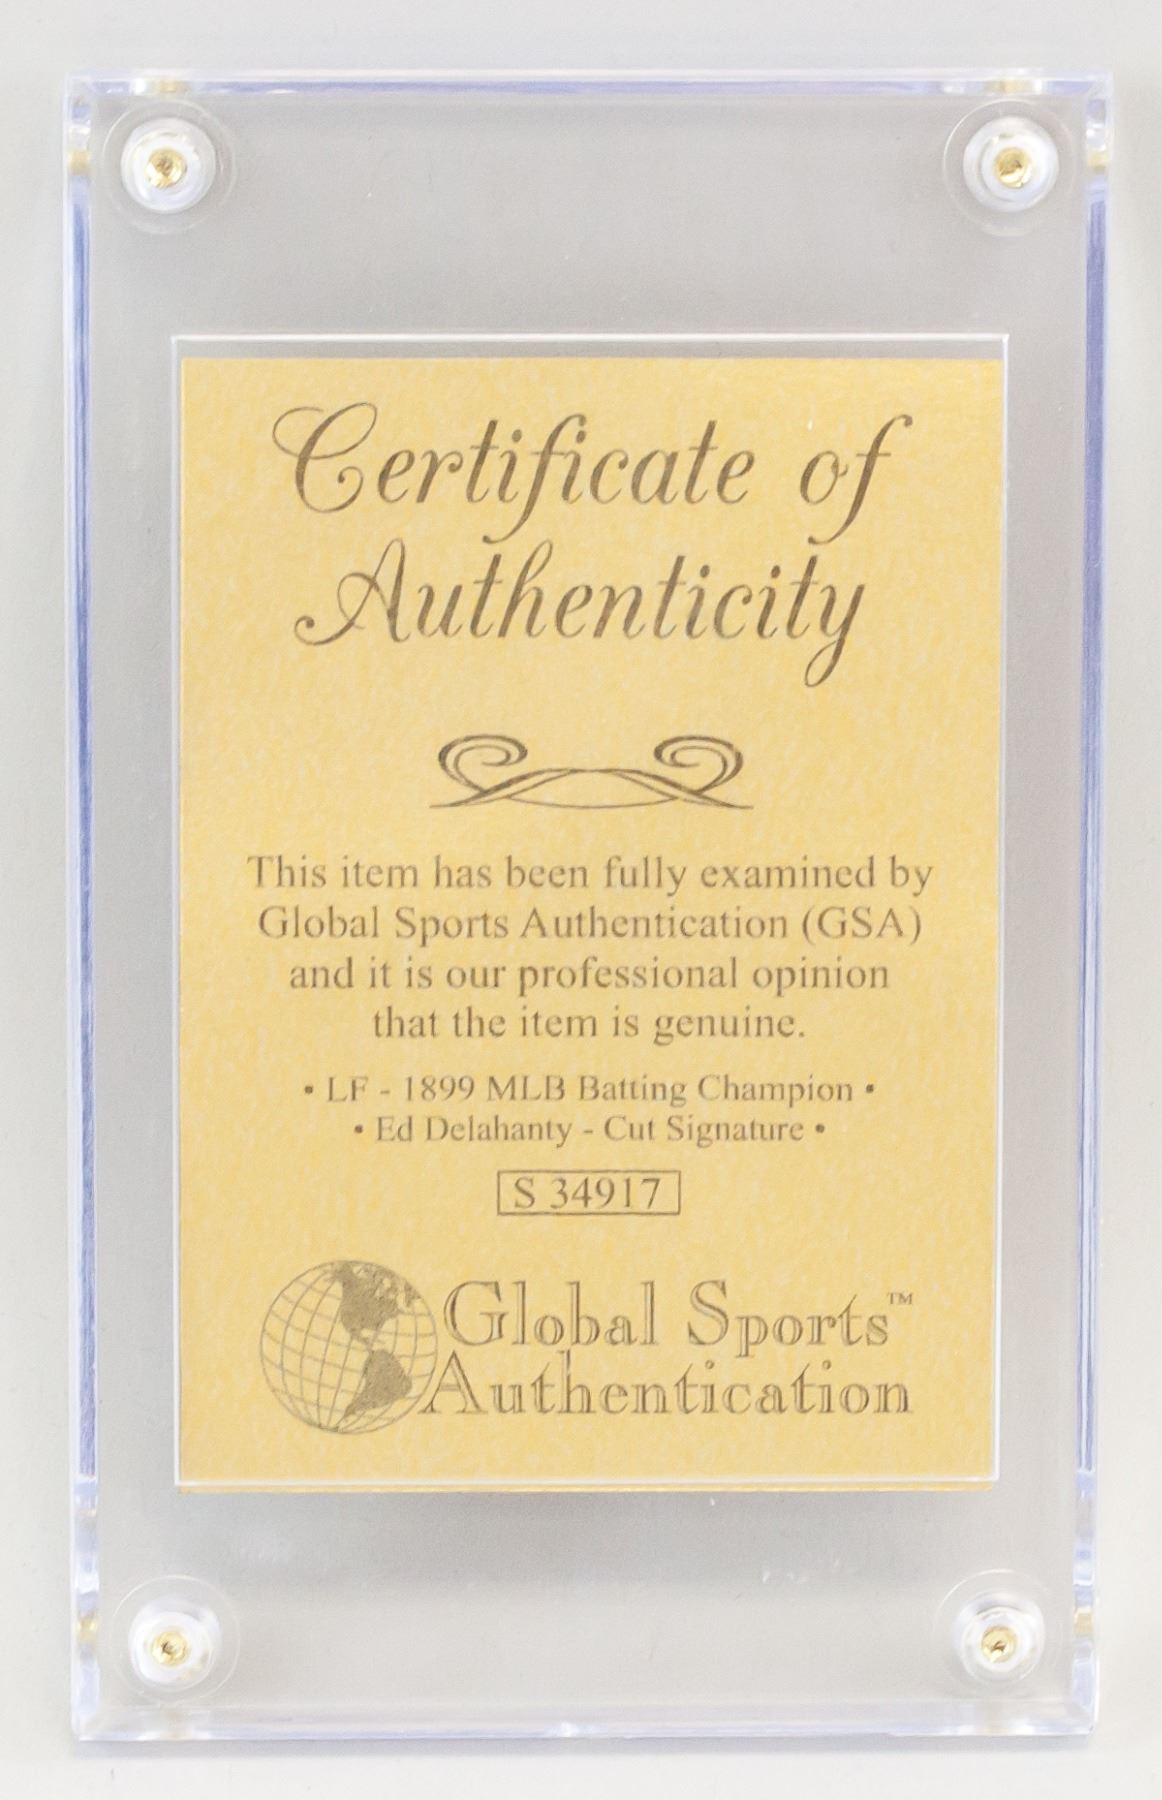 Certificate of
Authenticity
This item has been fully examined by
Global Sports Authentication (GSA)
and it is our professional opinion
that the item is genuine.
• LF - 1899 MLB Batting Champion •
• Ed Delahanty - Cut Signature •
S 34917
Global Sports™
Authentication